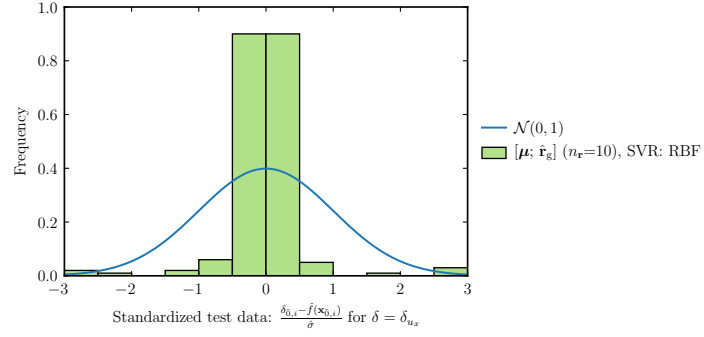 1.0
0.8
0.6
0.4
0.2
0.0
Frequency
−3 −2 −1 0 1 2 3
Standardized test data: (δ_{0̃,i} − f̂(x_{0̃,i})) / σ̂ for δ = δ_{u_x}
𝒩(0, 1)
[μ; r̂_g] (n_r=10), SVR: RBF